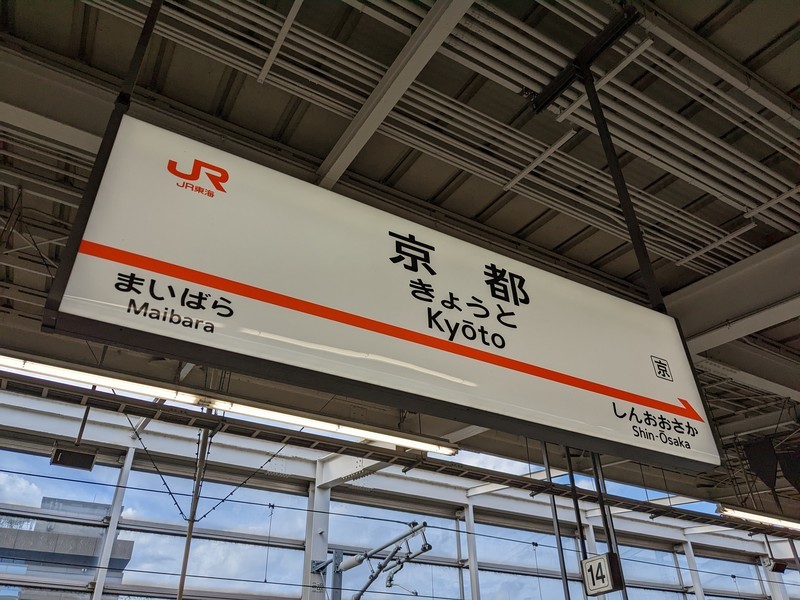 JR
JR東海
京都
きょうと
Kyōto
京
まいばら
Maibara
しんおおさか
Shin-Ōsaka
14